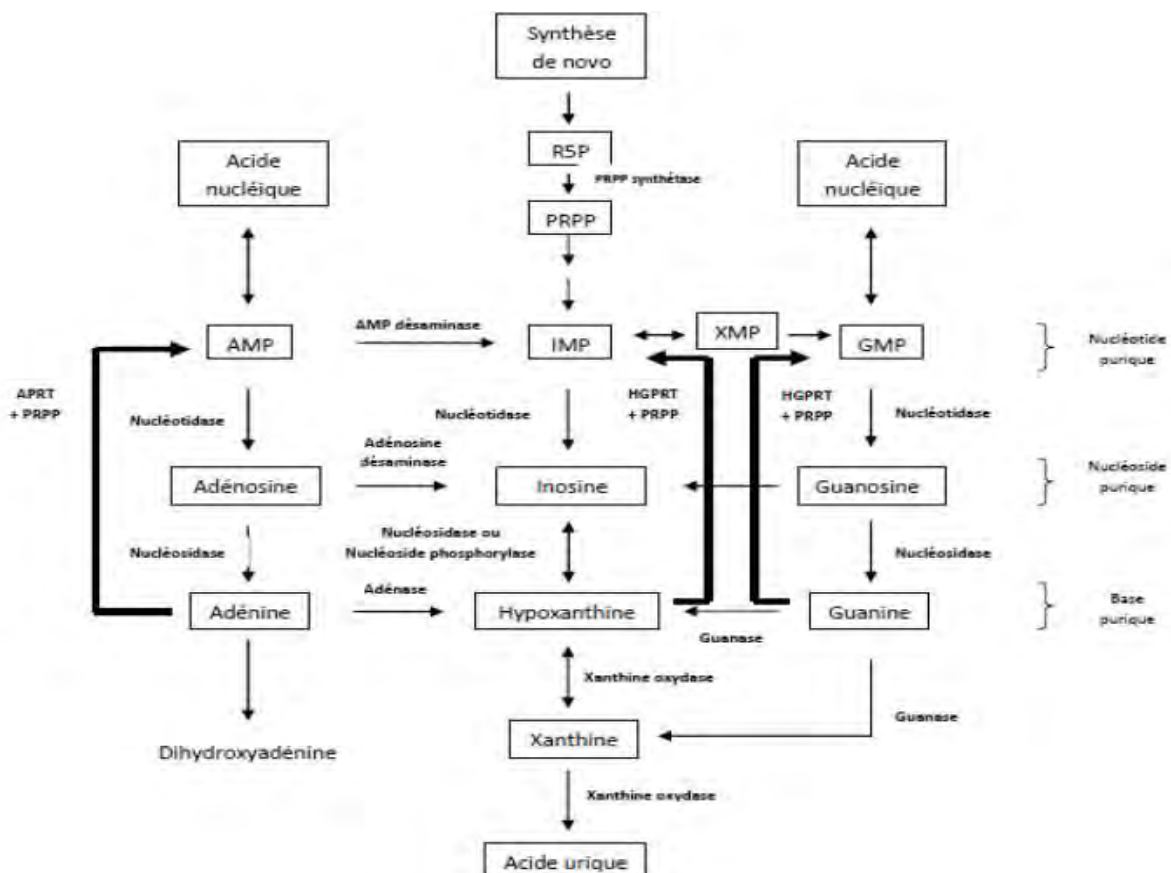 Synthèse
de novo
R5P
PRPP synthétase
PRPP
Acide
nucléique
Acide
nucléique
AMP
AMP désaminase
IMP
XMP
GMP
Nucléotide
purique
APRT
+ PRPP
HGPRT
+ PRPP
HGPRT
+ PRPP
Nucléotidase
Nucléotidase
Nucléotidase
Adénosine
désaminase
Adénosine
Inosine
Guanosine
Nucléoside
purique
Nucléosidase
Nucléosidase ou
Nucléoside phosphorylase
Nucléosidase
Adénine
Adénase
Hypoxanthine
Guanase
Guanine
Base
purique
Xanthine oxydase
Guanase
Dihydroxyadénine
Xanthine
Xanthine oxydase
Acide urique